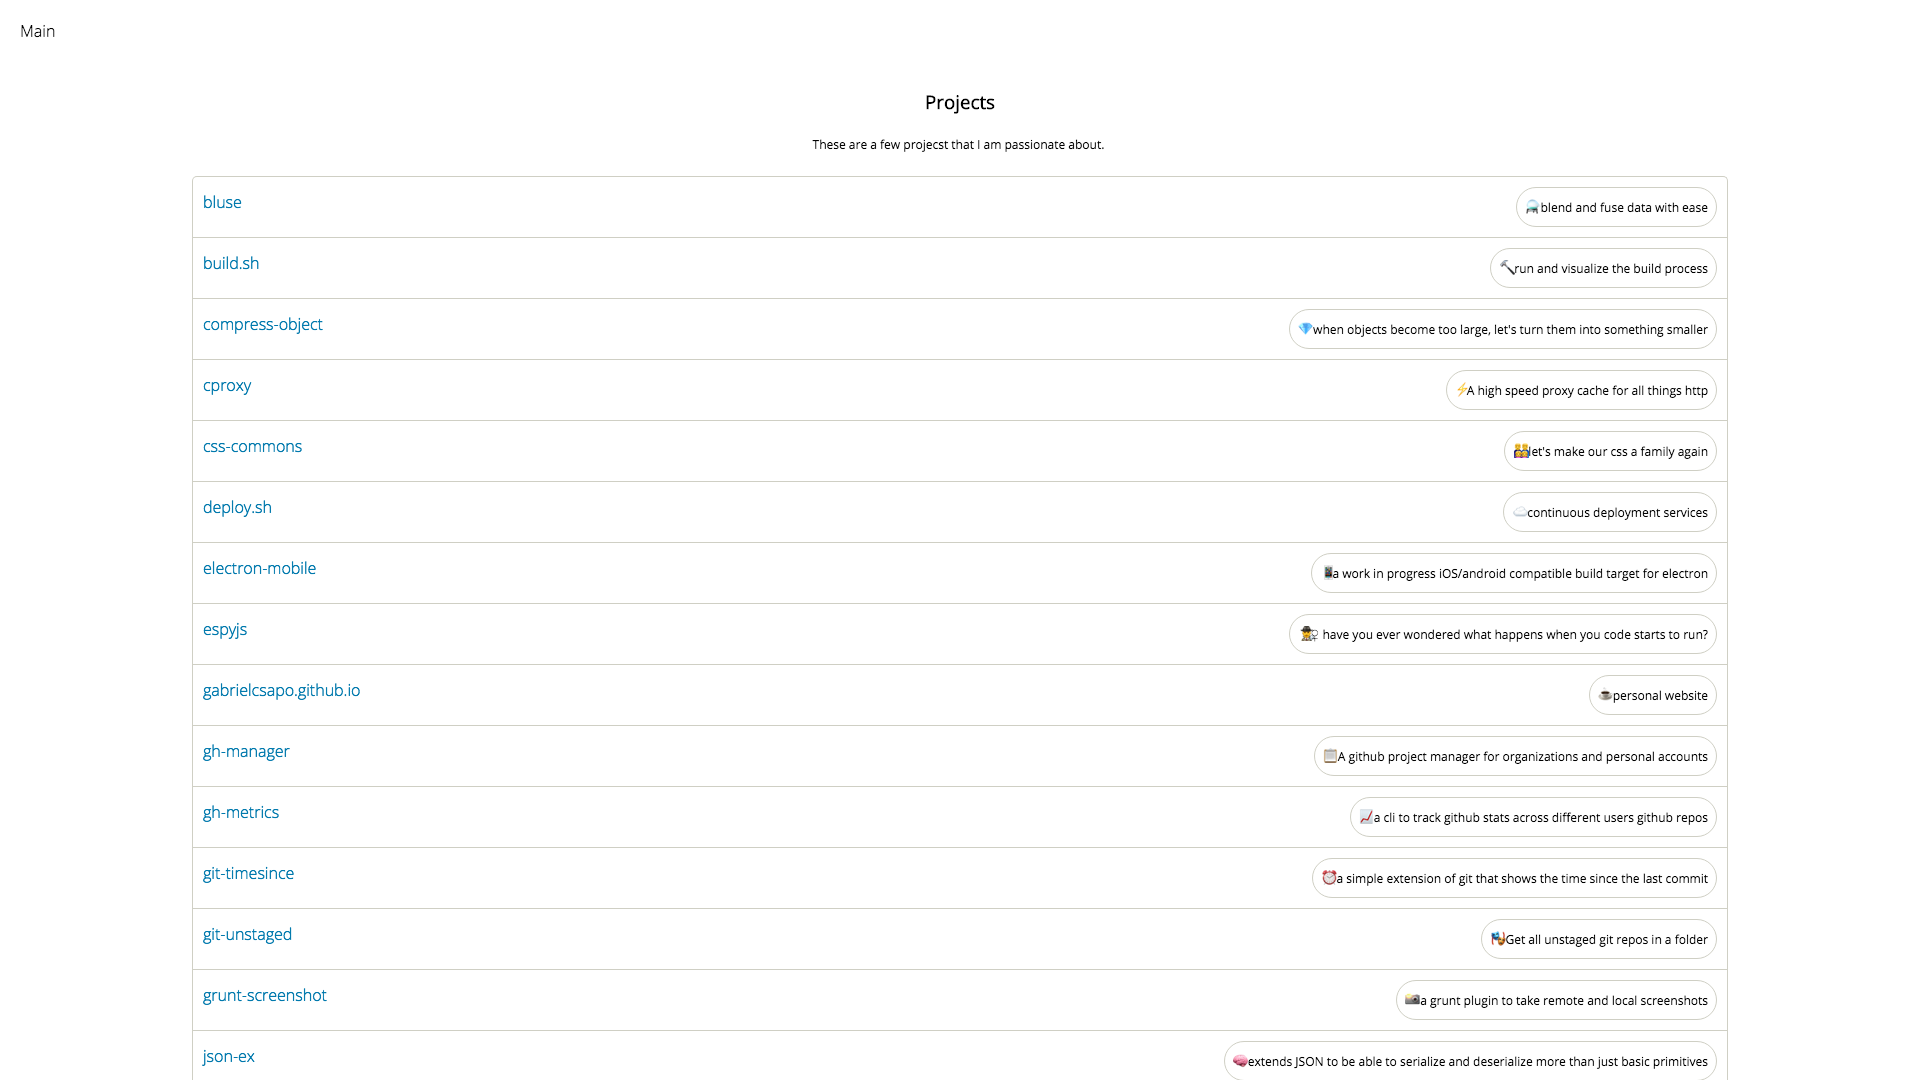 Main
Projects
These are a few projecst that I am passionate about.
bluse
blend and fuse data with ease
build.sh
run and visualize the build process
compress-object
when objects become too large, let's turn them into something smaller
cproxy
A high speed proxy cache for all things http
css-commons
let's make our css a family again
deploy.sh
continuous deployment services
electron-mobile
a work in progress iOS/android compatible build target for electron
espyjs
have you ever wondered what happens when you code starts to run?
gabrielcsapo.github.io
personal website
gh-manager
A github project manager for organizations and personal accounts
gh-metrics
a cli to track github stats across different users github repos
git-timesince
a simple extension of git that shows the time since the last commit
git-unstaged
Get all unstaged git repos in a folder
grunt-screenshot
a grunt plugin to take remote and local screenshots
json-ex
extends JSON to be able to serialize and deserialize more than just basic primitives